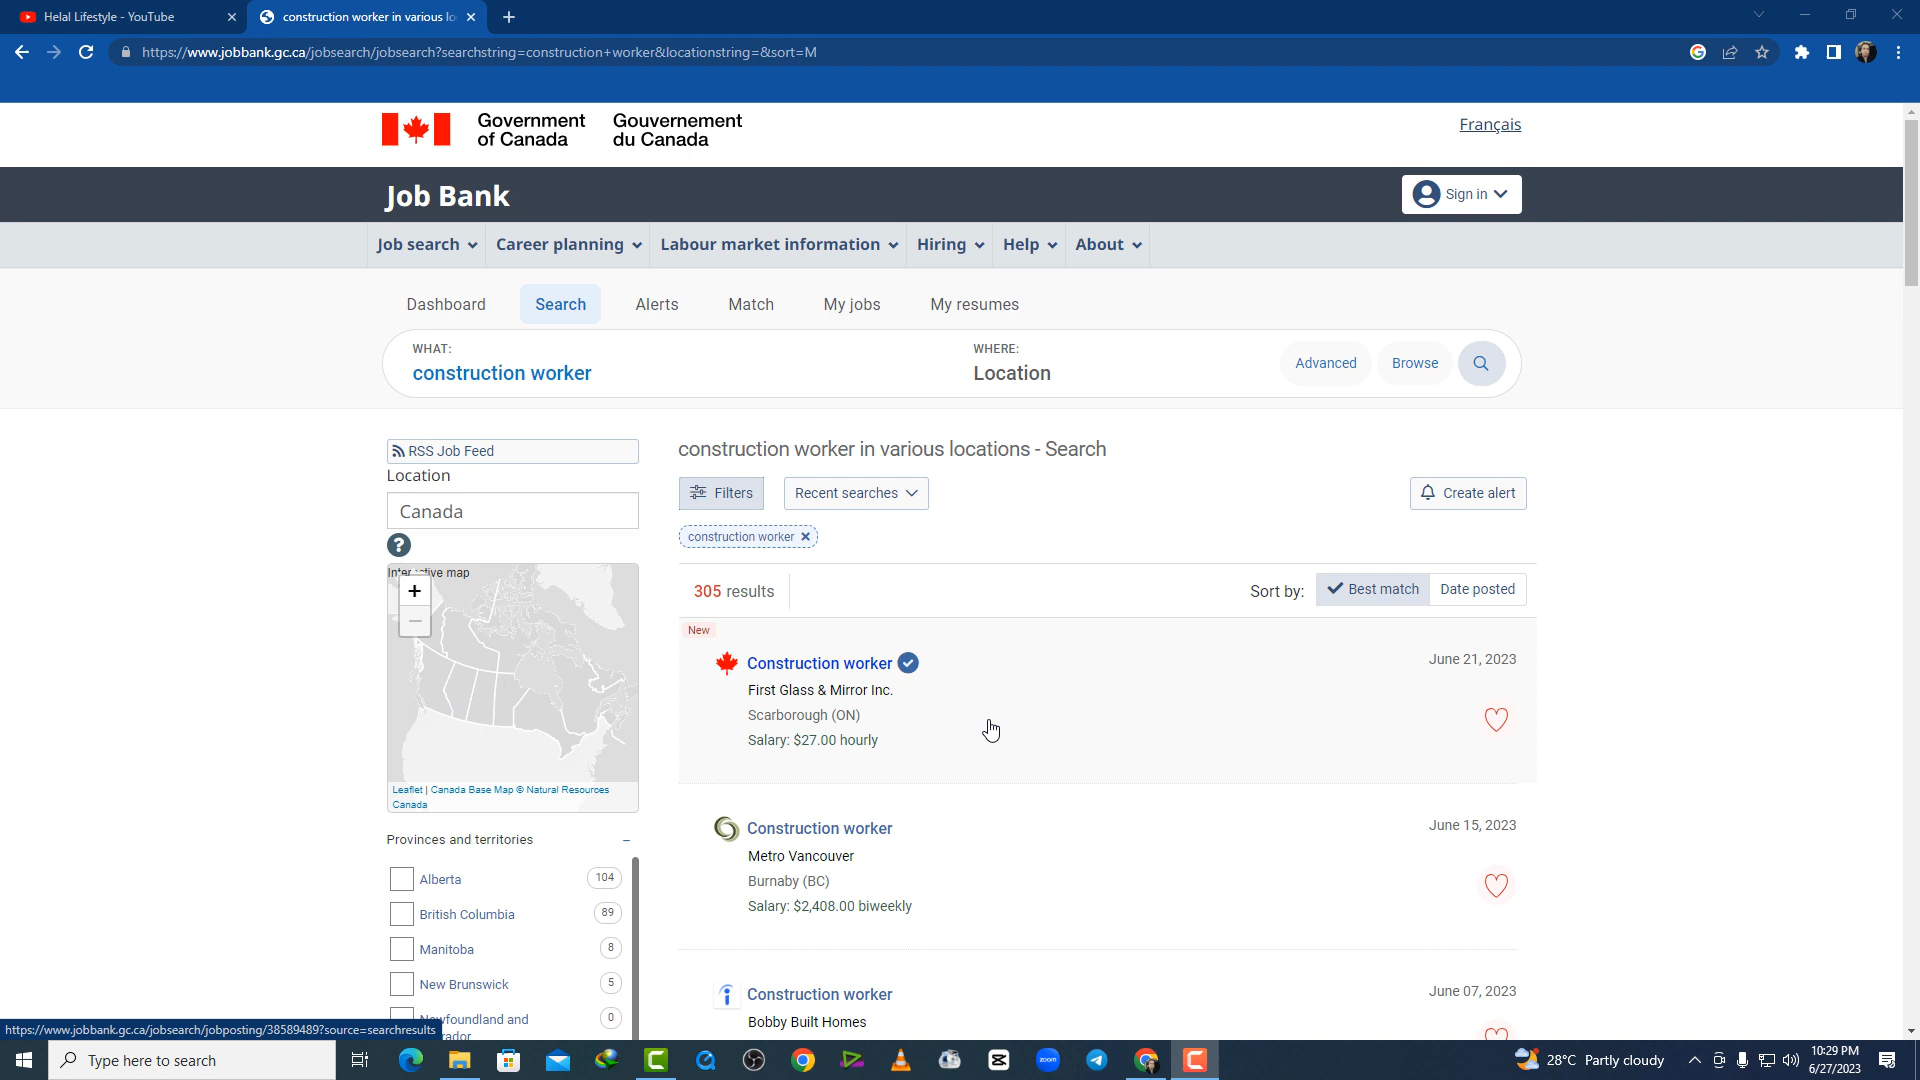 Helal Lifestyle - YouTube
construction worker in various lo
https://www.jobbank.gc.ca/jobsearch/jobsearch?searchstring=construction+worker&locationstring=&sort=M
Government of Canada
Gouvernement du Canada
Français
Job Bank
Sign in
Job search
Career planning
Labour market information
Hiring
Help
About
Dashboard
Search
Alerts
Match
My jobs
My resumes
WHAT:
construction worker
WHERE:
Location
Advanced
Browse
RSS Job Feed
Location
Canada
?
Interactive map
+
−
Leaflet | Canada Base Map © Natural Resources
Canada
Provinces and territories
−
Alberta 104
British Columbia 89
Manitoba 8
New Brunswick 5
wfoundland and 0
rador
construction worker in various locations - Search
Filters
Recent searches
Create alert
construction worker ×
305 results
Sort by:
Best match
Date posted
New
Construction worker
June 21, 2023
First Glass & Mirror Inc.
Scarborough (ON)
Salary: $27.00 hourly
Construction worker
June 15, 2023
Metro Vancouver
Burnaby (BC)
Salary: $2,408.00 biweekly
Construction worker
June 07, 2023
Bobby Built Homes
https://www.jobbank.gc.ca/jobsearch/jobposting/38589489?source=searchresults
Type here to search
zoom
28°C Partly cloudy
10:29 PM
6/27/2023